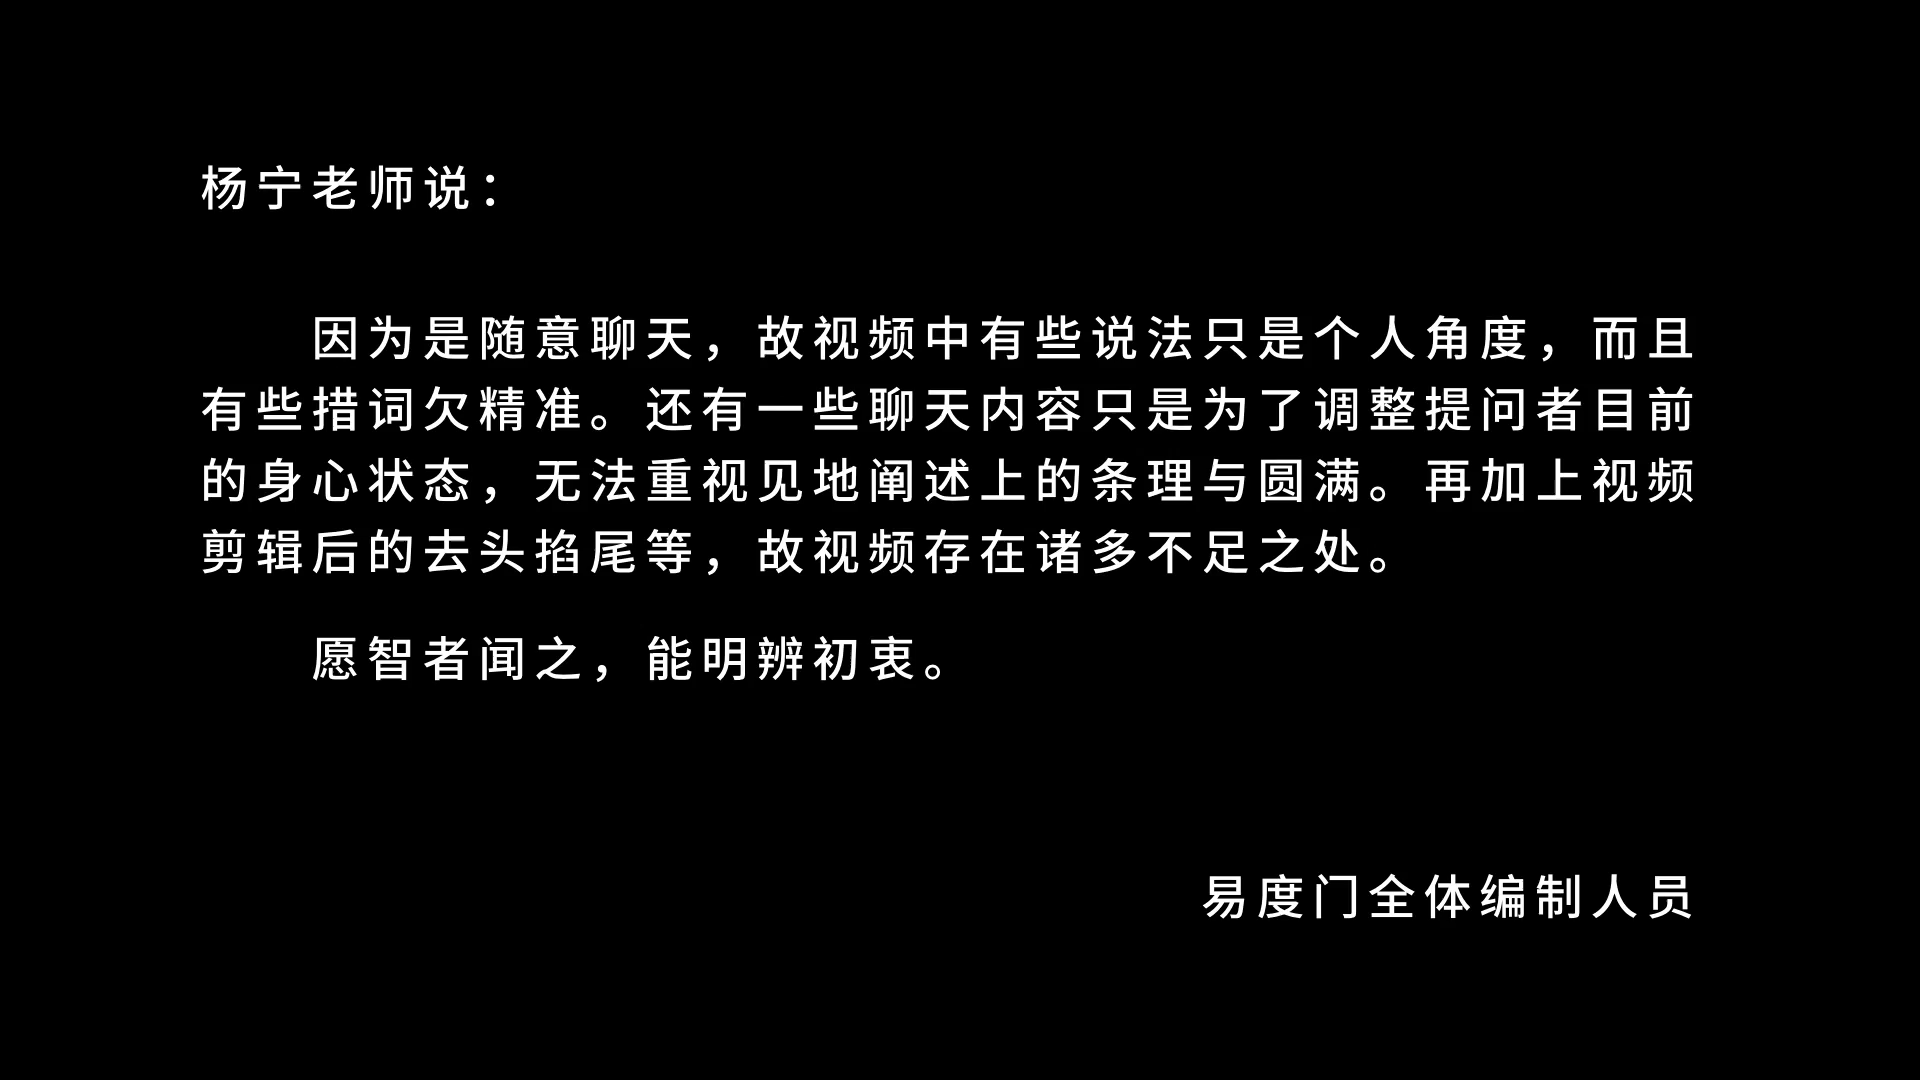 杨宁老师说：
因为是随意聊天，故视频中有些说法只是个人角度，而且
有些措词欠精准。还有一些聊天内容只是为了调整提问者目前
的身心状态，无法重视见地阐述上的条理与圆满。再加上视频
剪辑后的去头掐尾等，故视频存在诸多不足之处。
愿智者闻之，能明辨初衷。
易度门全体编制人员